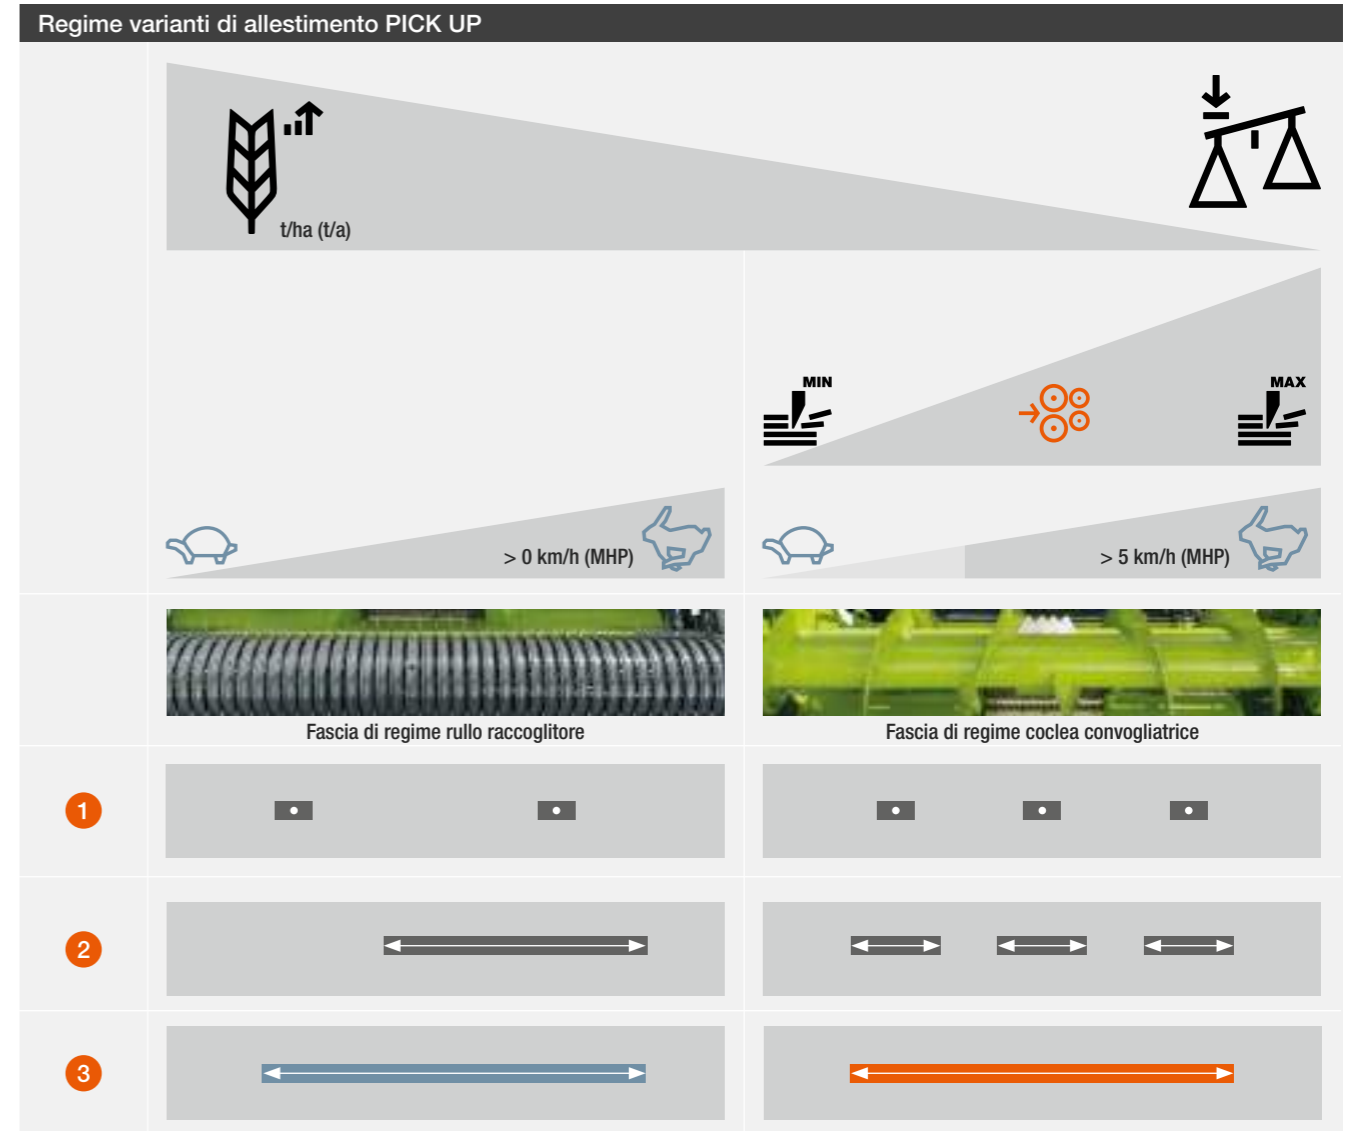 Regime varianti di allestimento PICK UP
t/ha (t/a)
MIN
MAX
> 0 km/h (MHP)
> 5 km/h (MHP)
Fascia di regime rullo raccoglitore
Fascia di regime coclea convogliatrice
1
2
3